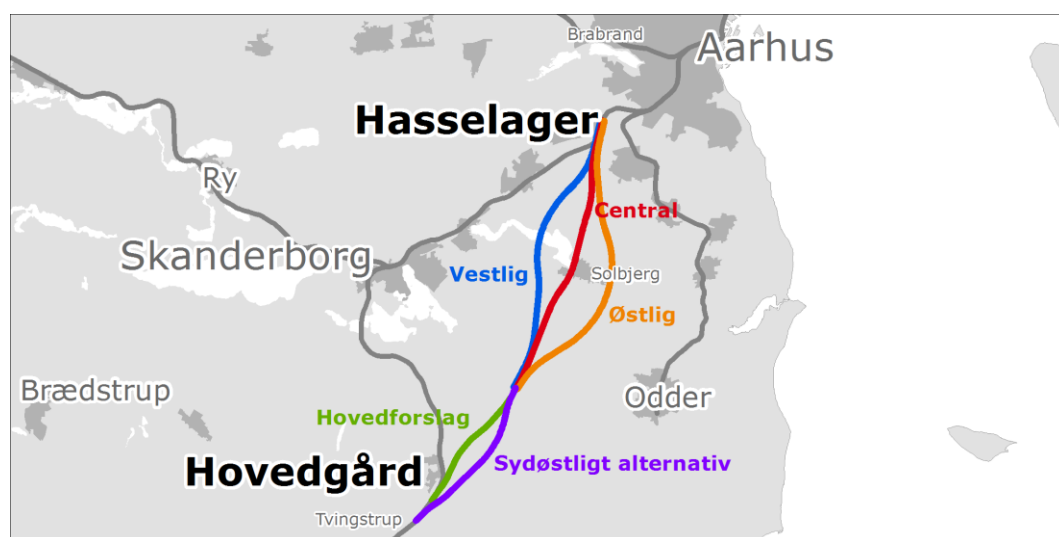 Brabrand
Aarhus
Hasselager
Ry
Central
Skanderborg
Vestlig
Solbjerg
Østlig
Brædstrup
Odder
Hovedforslag
Hovedgård
Sydøstligt alternativ
Tvingstrup